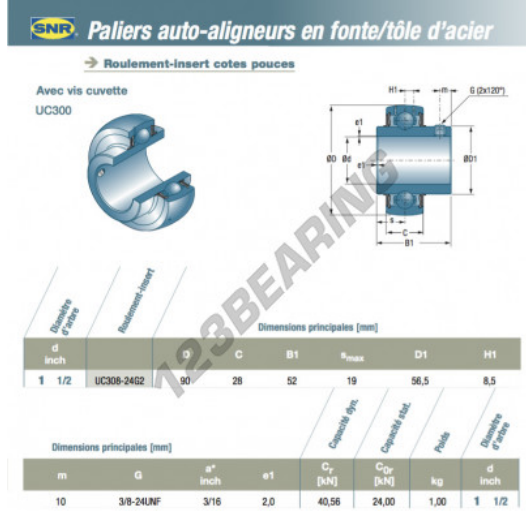 SNR
Paliers auto-aligneurs en fonte/tôle d'acier
→ Roulement-insert cotes pouces
Avec vis cuvette
UC300
H1
m
G (2x120°)
e1
ØD
Ød
e1
ØD1
s
C
B1
123BEARING
Diamètre d'arbre
Roulement-insert
Dimensions principales [mm]
d inch
D
C
B1
smax
D1
H1
1 1/2
UC308-24G2
90
28
52
19
56,5
8,5
Dimensions principales [mm]
Capacité dyn.
Capacité stat.
Poids
Diamètre d'arbre
m
G
a* inch
e1
Cr [kN]
C0r [kN]
kg
d inch
10
3/8-24UNF
3/16
2,0
40,56
24,00
1,00
1 1/2